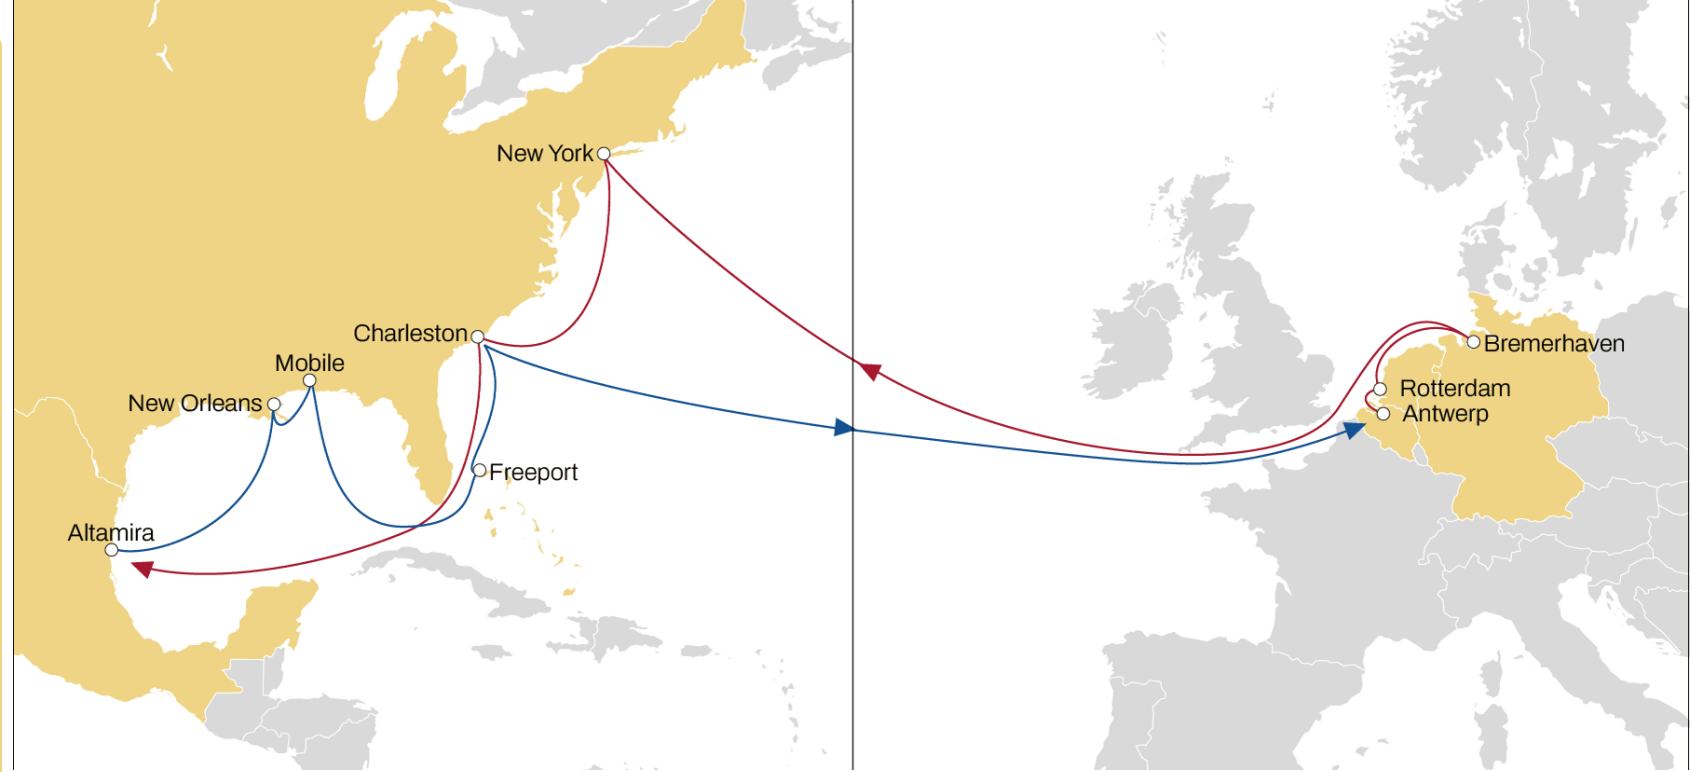 New York
Charleston
Mobile
New Orleans
Freeport
Altamira
Bremerhaven
Rotterdam
Antwerp